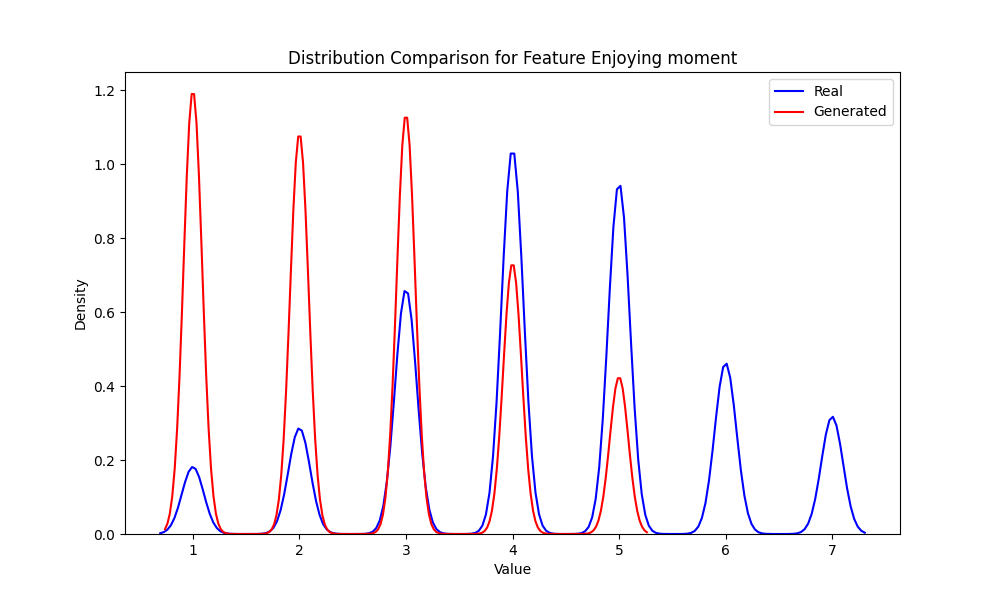 Distribution Comparison for Feature Enjoying moment
Real
Generated
Density
1.2
1.0
0.8
0.6
0.4
0.2
0.0
1 2 3 4 5 6 7
Value